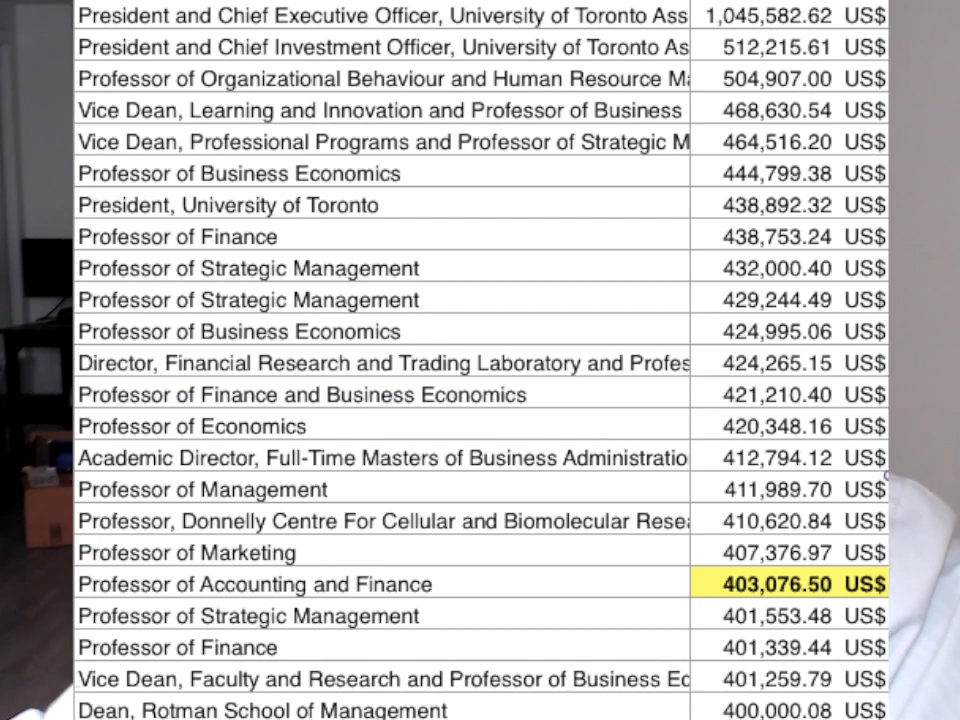 President and Chief Executive Officer, University of Toronto Ass 1,045,582.62 US$
President and Chief Investment Officer, University of Toronto As 512,215.61 US$
Professor of Organizational Behaviour and Human Resource Ma 504,907.00 US$
Vice Dean, Learning and Innovation and Professor of Business 468,630.54 US$
Vice Dean, Professional Programs and Professor of Strategic M 464,516.20 US$
Professor of Business Economics 444,799.38 US$
President, University of Toronto 438,892.32 US$
Professor of Finance 438,753.24 US$
Professor of Strategic Management 432,000.40 US$
Professor of Strategic Management 429,244.49 US$
Professor of Business Economics 424,995.06 US$
Director, Financial Research and Trading Laboratory and Profes 424,265.15 US$
Professor of Finance and Business Economics 421,210.40 US$
Professor of Economics 420,348.16 US$
Academic Director, Full-Time Masters of Business Administratio 412,794.12 US$
Professor of Management 411,989.70 US$
Professor, Donnelly Centre For Cellular and Biomolecular Resea 410,620.84 US$
Professor of Marketing 407,376.97 US$
Professor of Accounting and Finance 403,076.50 US$
Professor of Strategic Management 401,553.48 US$
Professor of Finance 401,339.44 US$
Vice Dean, Faculty and Research and Professor of Business Ec 401,259.79 US$
Dean, Rotman School of Management 400,000.08 US$